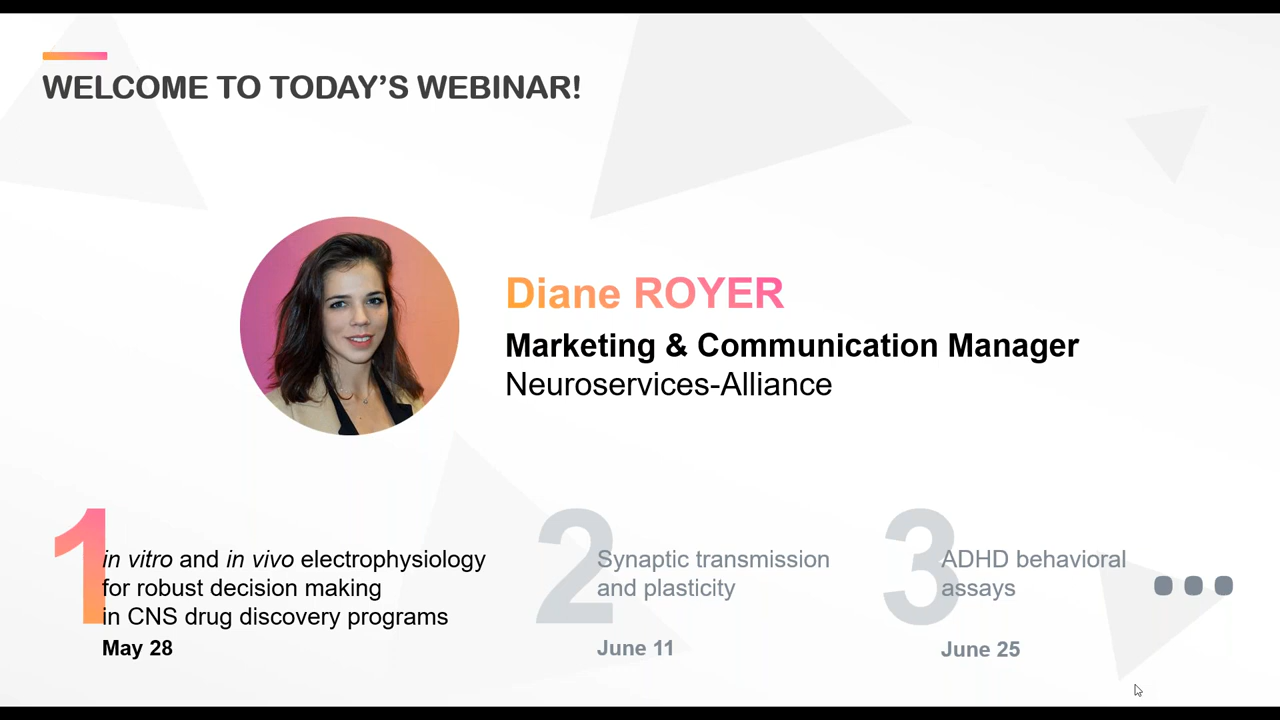 WELCOME TO TODAY’S WEBINAR!
Diane ROYER
Marketing & Communication Manager
Neuroservices-Alliance
1
in vitro and in vivo electrophysiology
for robust decision making
in CNS drug discovery programs
May 28
2
Synaptic transmission
and plasticity
June 11
3
ADHD behavioral
assays
June 25